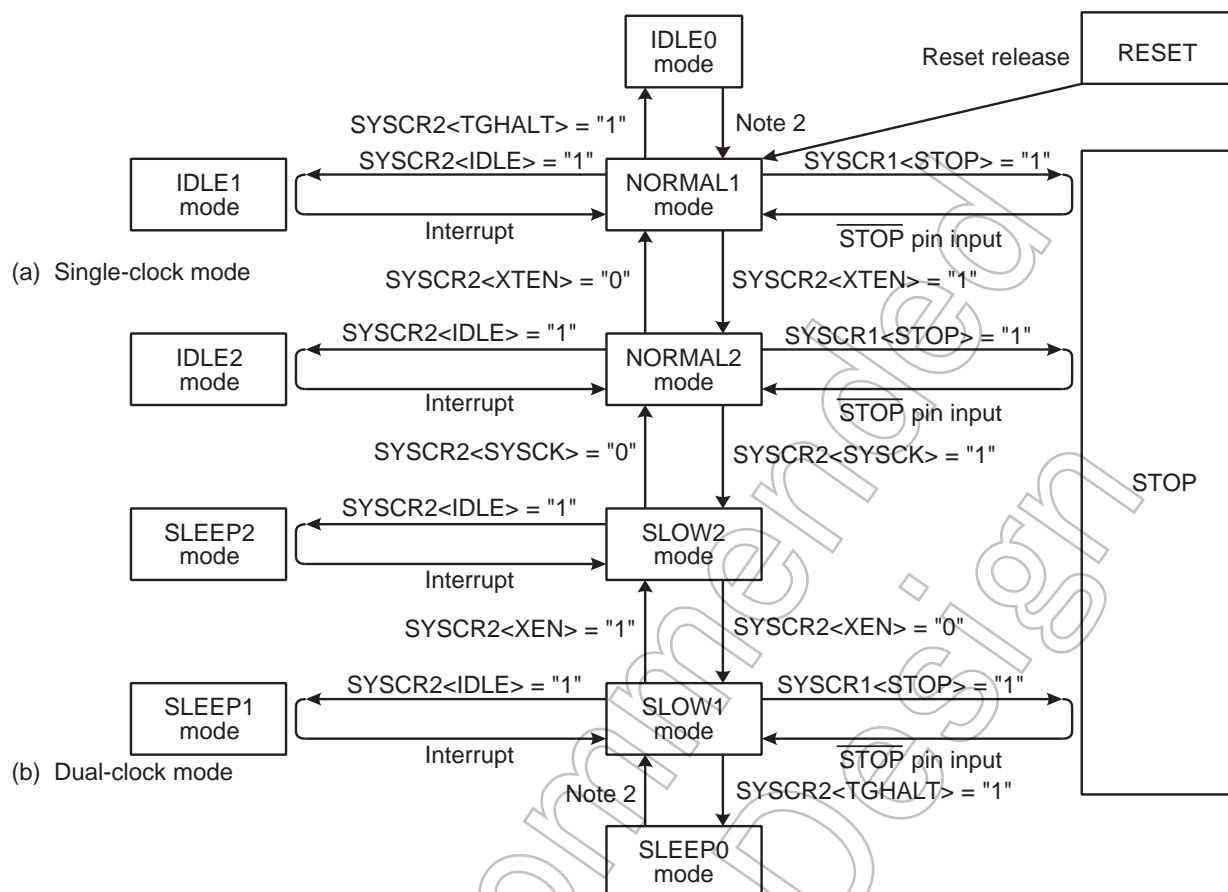 IDLE0
mode
Reset release
RESET
SYSCR2<TGHALT> = "1"
Note 2
SYSCR2<IDLE> = "1"
SYSCR1<STOP> = "1"
IDLE1
mode
NORMAL1
mode
Interrupt
STOP pin input
(a) Single-clock mode
SYSCR2<XTEN> = "0"
SYSCR2<XTEN> = "1"
SYSCR2<IDLE> = "1"
SYSCR1<STOP> = "1"
IDLE2
mode
NORMAL2
mode
Interrupt
STOP pin input
SYSCR2<SYSCK> = "0"
SYSCR2<SYSCK> = "1"
STOP
SYSCR2<IDLE> = "1"
SLEEP2
mode
SLOW2
mode
Interrupt
SYSCR2<XEN> = "1"
SYSCR2<XEN> = "0"
SYSCR2<IDLE> = "1"
SYSCR1<STOP> = "1"
SLEEP1
mode
SLOW1
mode
Interrupt
STOP pin input
(b) Dual-clock mode
Note 2
SYSCR2<TGHALT> = "1"
SLEEP0
mode
Design